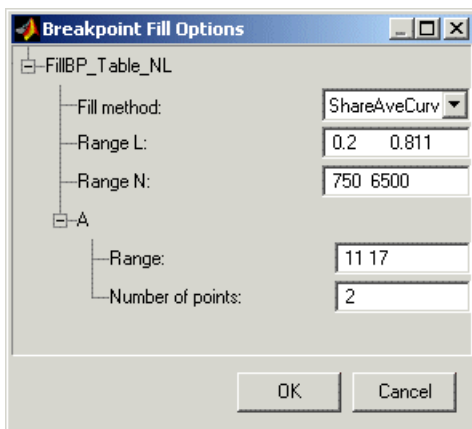 Breakpoint Fill Options
FillBP_Table_NL
Fill method: ShareAveCurv
Range L: 0.2 0.811
Range N: 750 6500
A
Range: 11 17
Number of points: 2
OK Cancel